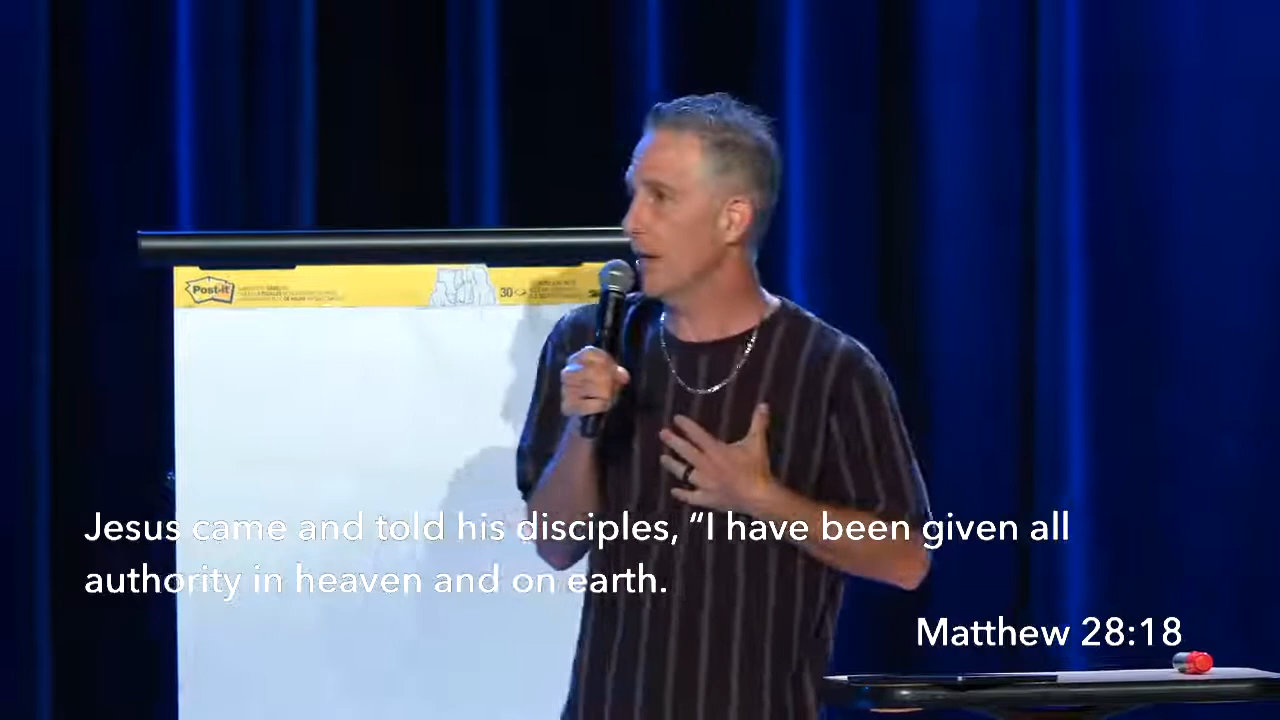 Post-it
30
Jesus came and told his disciples, “I have been given all
authority in heaven and on earth.
Matthew 28:18